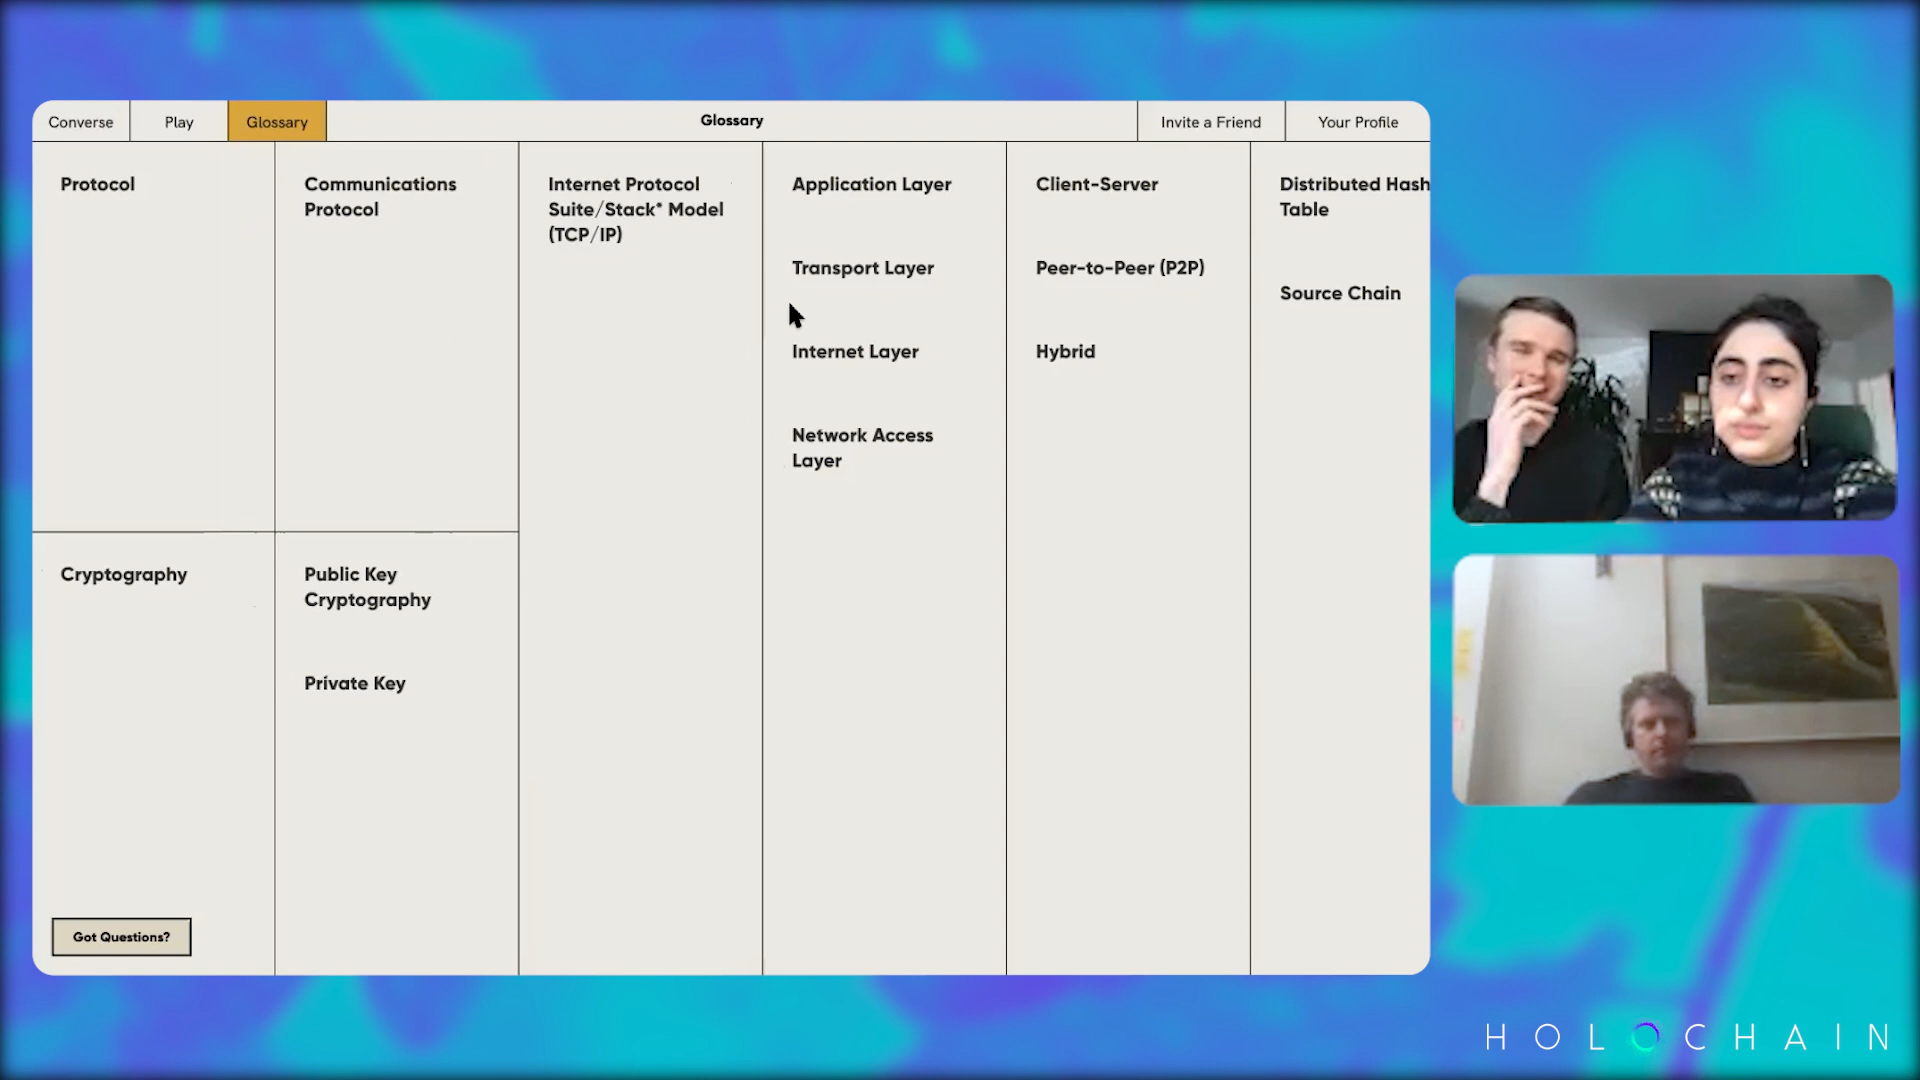 Converse
Play
Glossary
Glossary
Invite a Friend
Your Profile
Protocol
Communications
Protocol
Internet Protocol
Suite/Stack* Model
(TCP/IP)
Application Layer
Transport Layer
Internet Layer
Network Access
Layer
Client-Server
Peer-to-Peer (P2P)
Hybrid
Distributed Hash
Table
Source Chain
Cryptography
Public Key
Cryptography
Private Key
Got Questions?
HOLOCHAIN